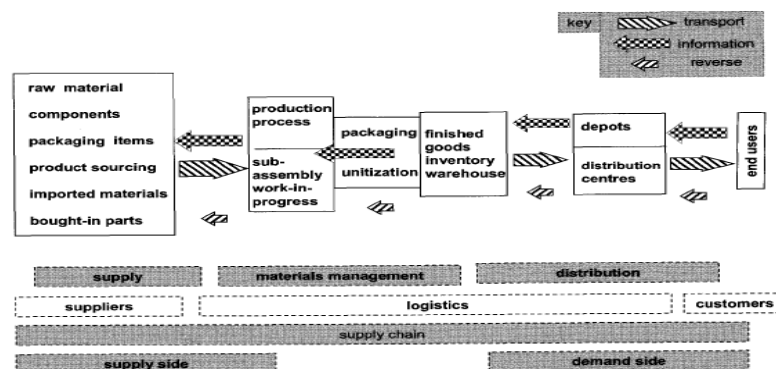 key
transport
information
reverse
raw material
components
packaging items
product sourcing
imported materials
bought-in parts
production
process
sub-
assembly
work-in-
progress
packaging
unitization
finished
goods
inventory
warehouse
depots
distribution
centres
end users
supply
materials management
distribution
suppliers
logistics
customers
supply chain
supply side
demand side